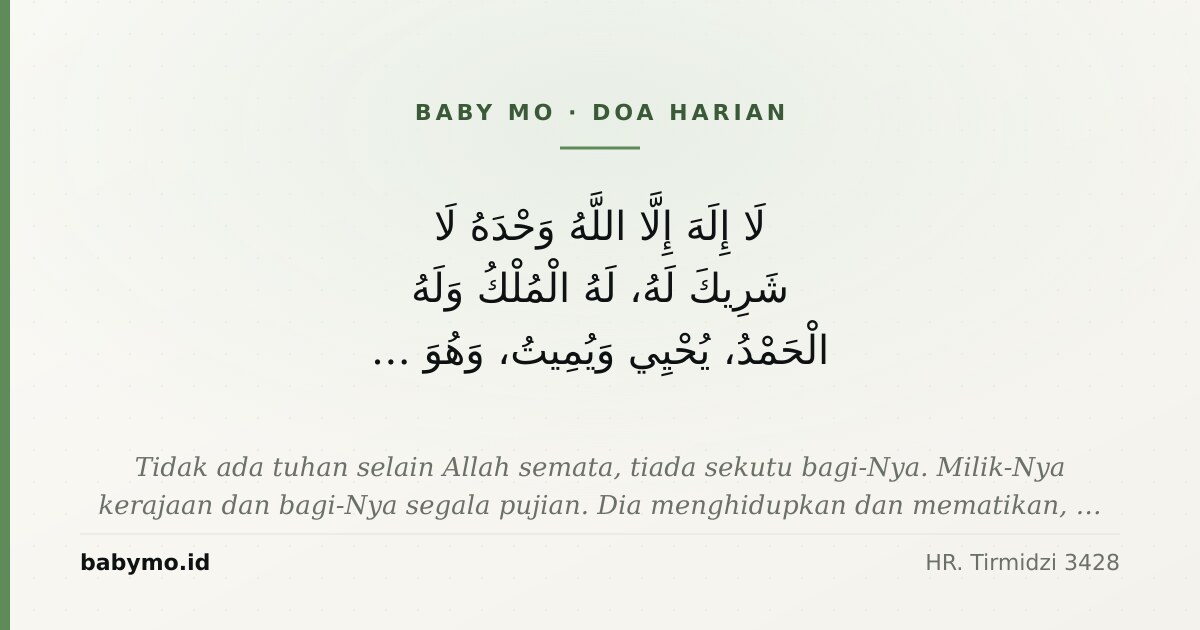 BABY MO · DOA HARIAN
لَا إِلَهَ إِلَّا اللَّهُ وَحْدَهُ لَا
شَرِيكَ لَهُ، لَهُ الْمُلْكُ وَلَهُ
الْحَمْدُ، يُحْيِي وَيُمِيتُ، وَهُوَ ...
Tidak ada tuhan selain Allah semata, tiada sekutu bagi-Nya. Milik-Nya
kerajaan dan bagi-Nya segala pujian. Dia menghidupkan dan mematikan, ...
babymo.id
HR. Tirmidzi 3428